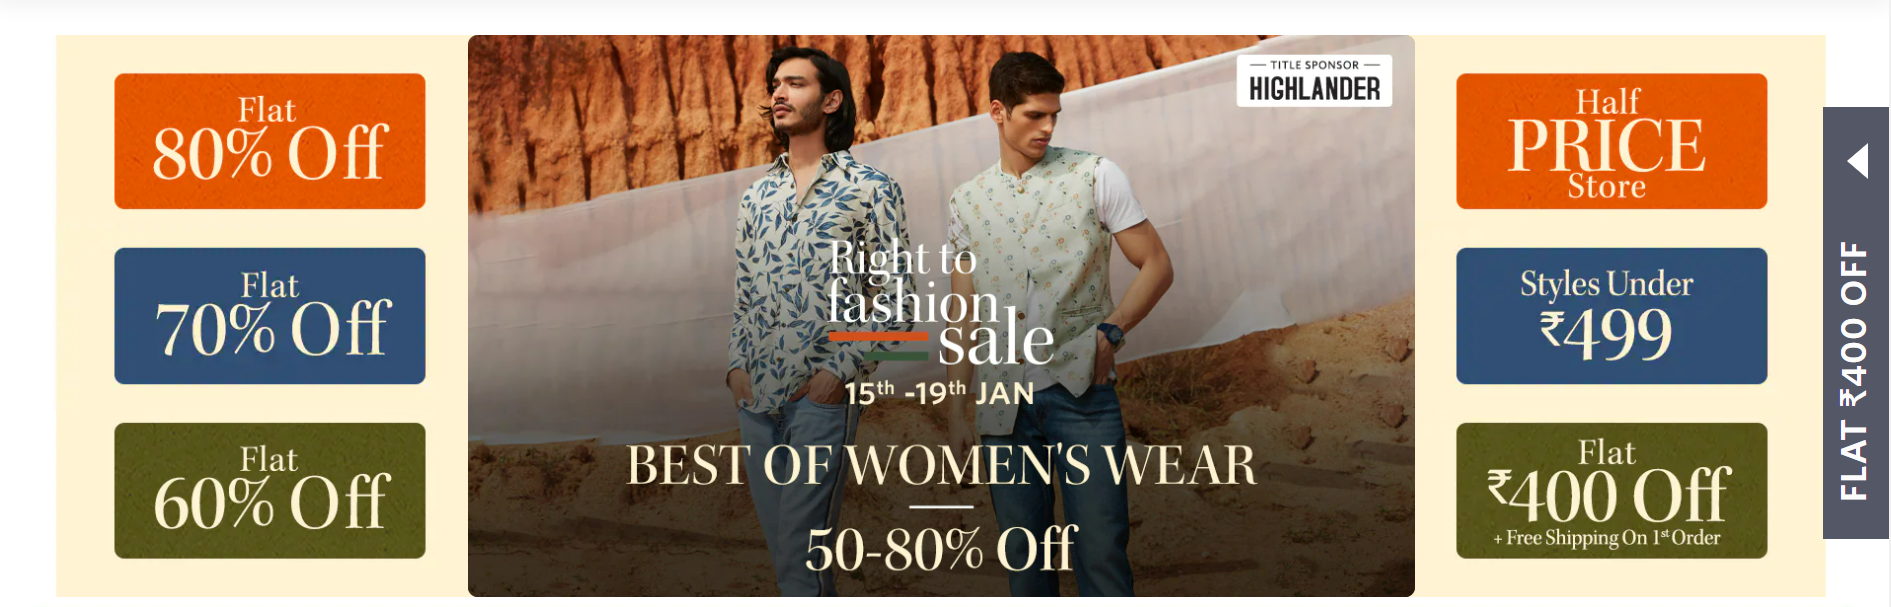 Flat
80% Off
Flat
70% Off
Flat
60% Off
— TITLE SPONSOR —
HIGHLANDER
Right to
fashion
sale
15th -19th JAN
BEST OF WOMEN'S WEAR
50-80% Off
Half
PRICE
Store
Styles Under
₹499
Flat
₹400 Off
+ Free Shipping On 1st Order
FLAT ₹400 OFF